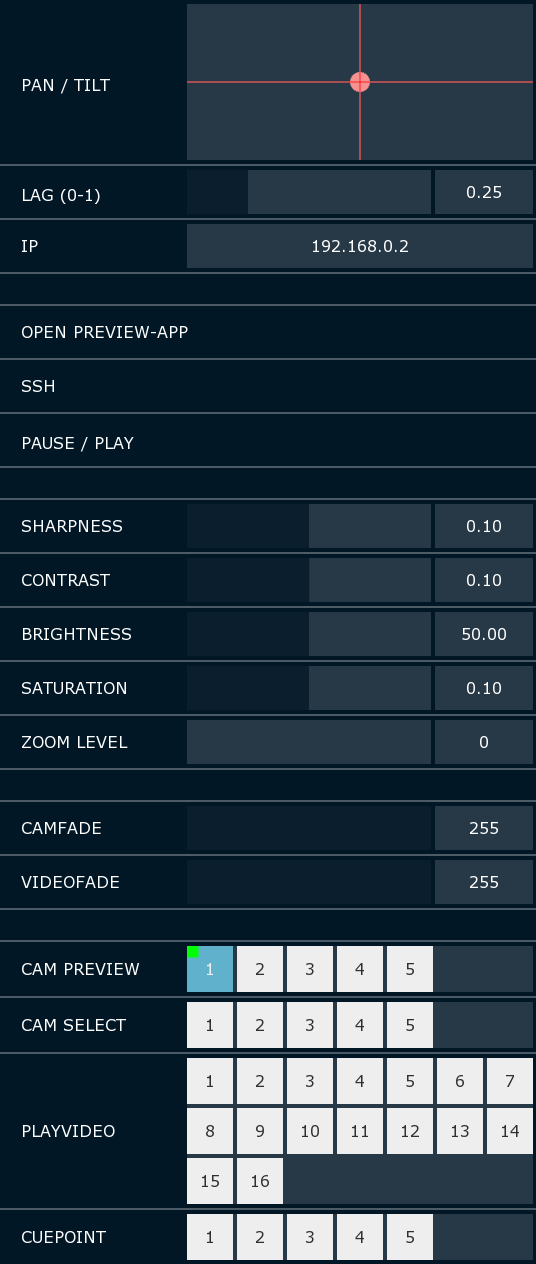 PAN / TILT
LAG (0-1) 0.25
IP 192.168.0.2
OPEN PREVIEW-APP
SSH
PAUSE / PLAY
SHARPNESS 0.10
CONTRAST 0.10
BRIGHTNESS 50.00
SATURATION 0.10
ZOOM LEVEL 0
CAMFADE 255
VIDEOFADE 255
CAM PREVIEW 1 2 3 4 5
CAM SELECT 1 2 3 4 5
PLAYVIDEO
1 2 3 4 5 6 7
8 9 10 11 12 13 14
15 16
CUEPOINT 1 2 3 4 5